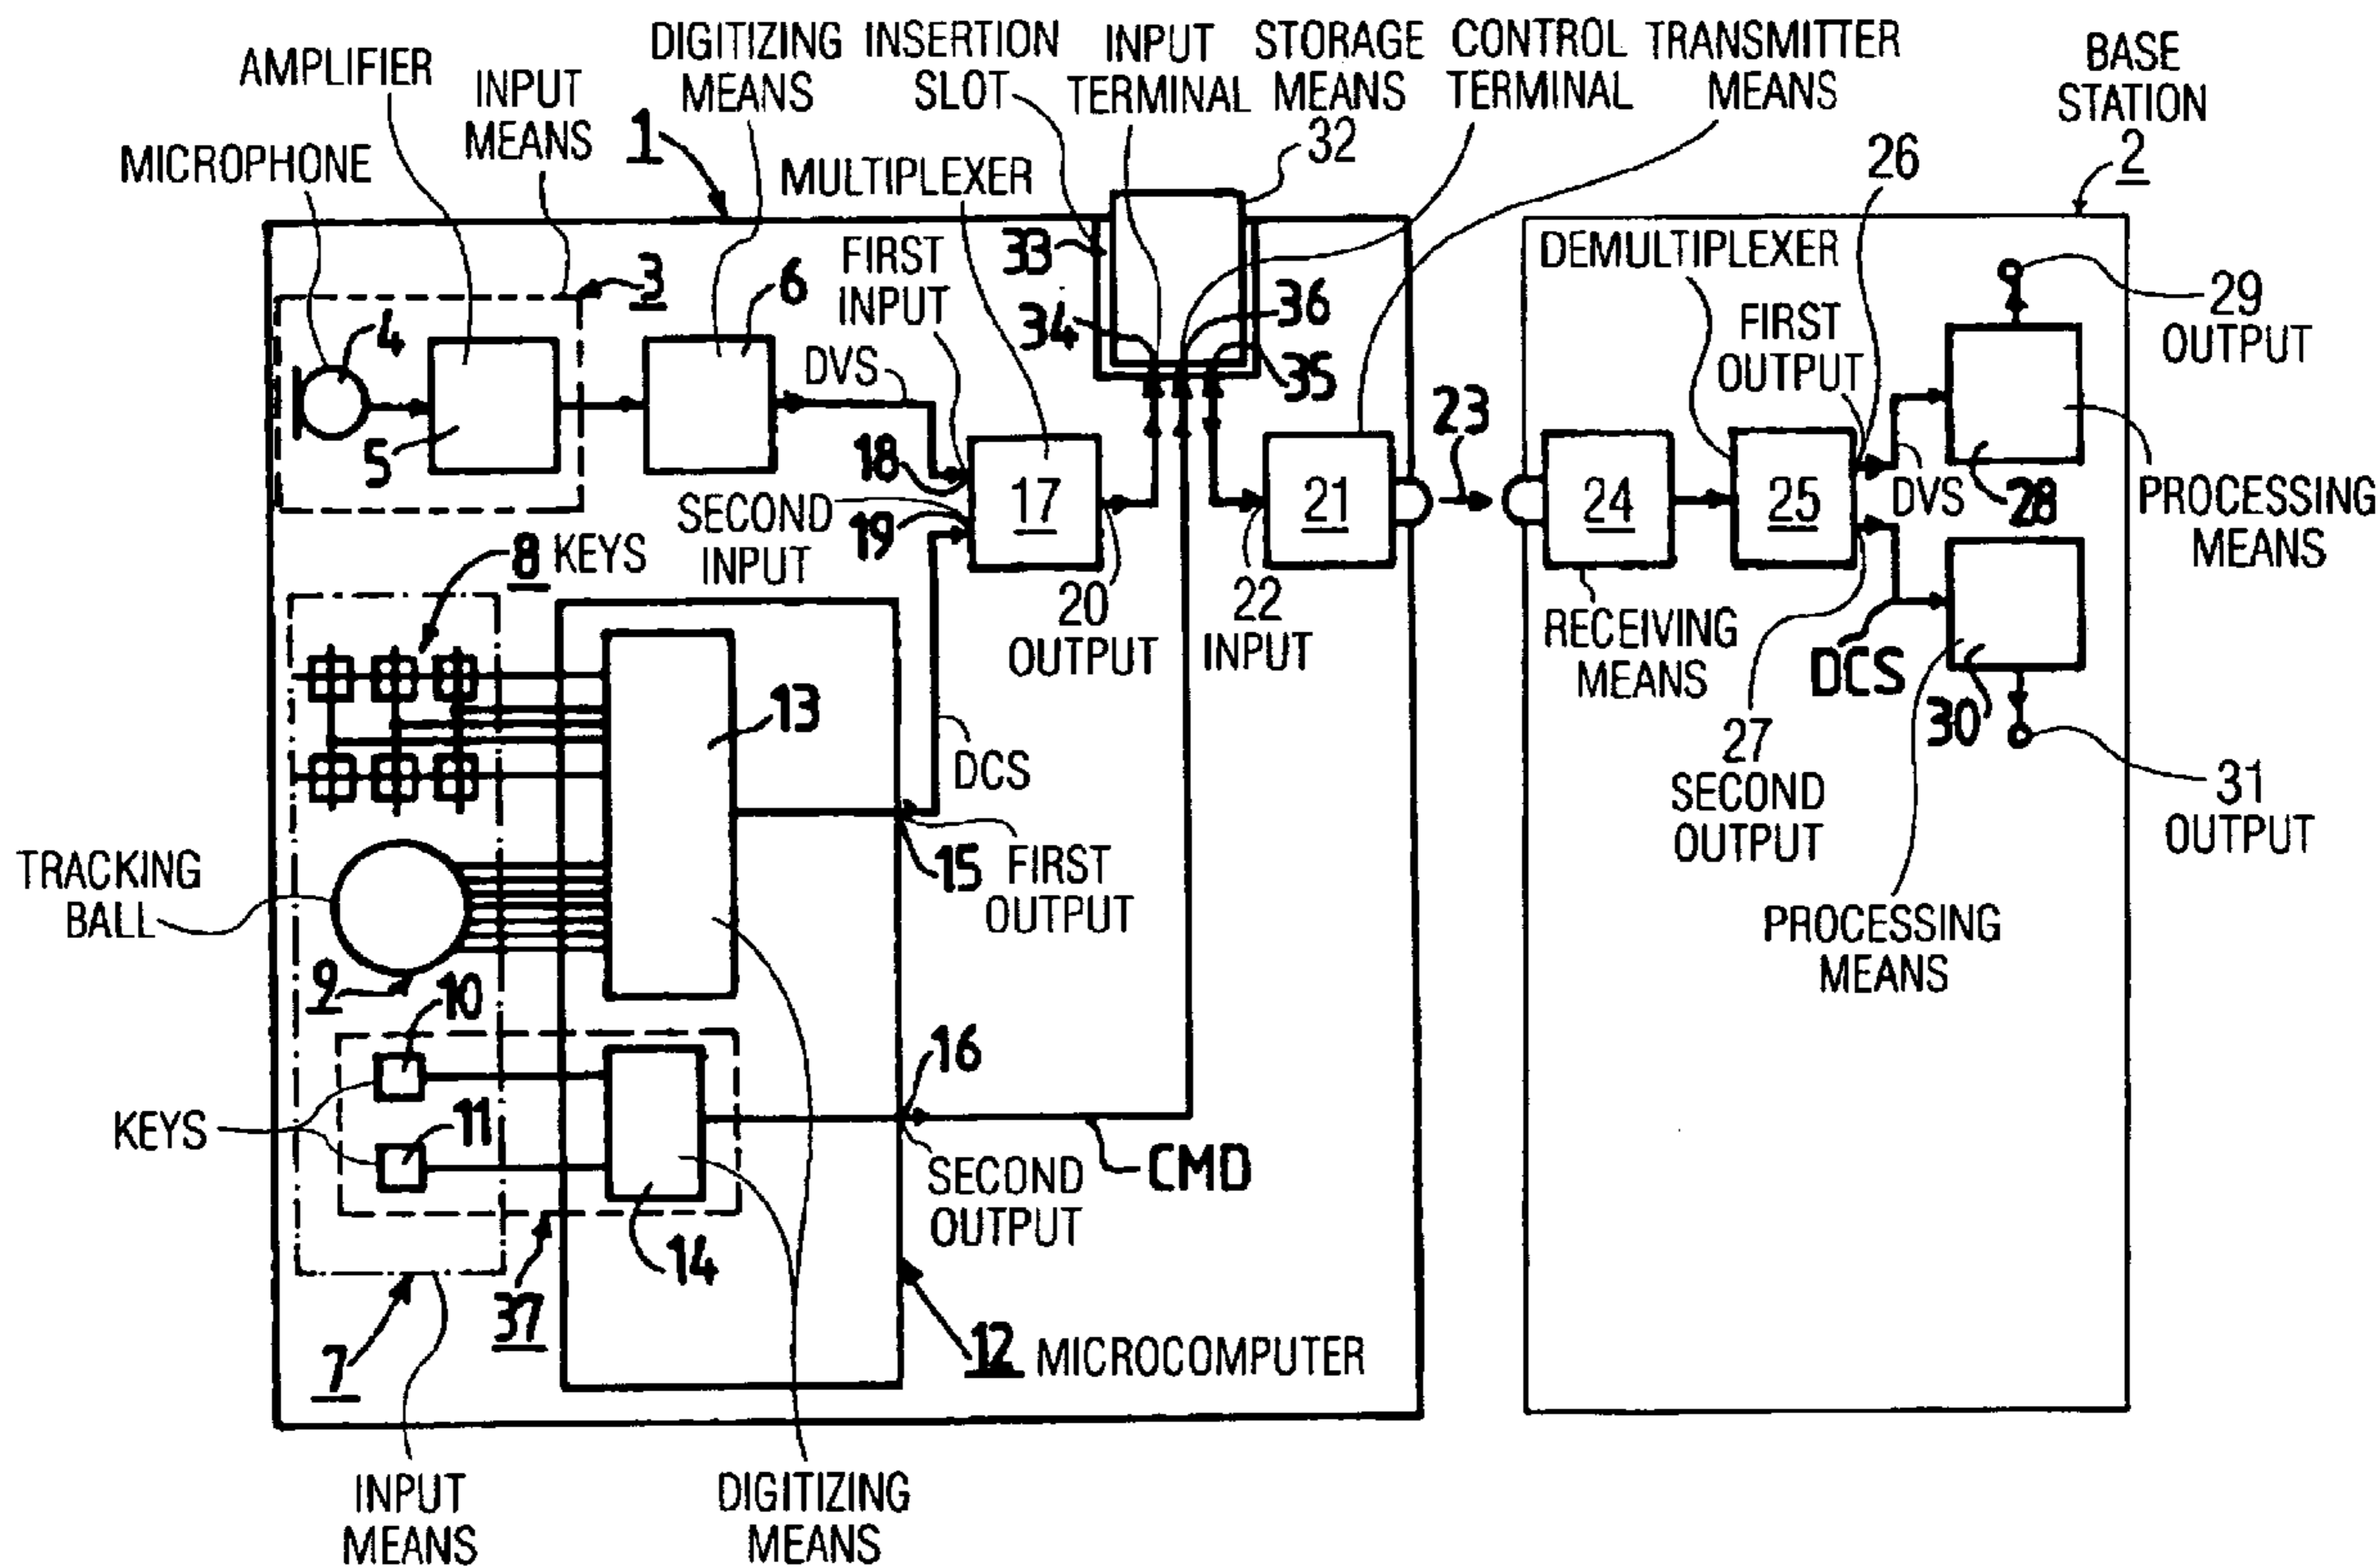 AMPLIFIER
INPUT
MEANS
DIGITIZING
MEANS
INSERTION
SLOT
INPUT
TERMINAL
STORAGE
MEANS
CONTROL
TERMINAL
TRANSMITTER
MEANS
BASE
STATION
2
MICROPHONE
1
MULTIPLEXER
32
26
3
6
FIRST
INPUT
33
34
36
35
DEMULTIPLEXER
FIRST
OUTPUT
29
OUTPUT
4
5
DVS
18
SECOND
INPUT
19
17
20
OUTPUT
21
22
INPUT
23
24
RECEIVING
MEANS
25
DVS
28
PROCESSING
MEANS
8 KEYS
13
DCS
27
SECOND
OUTPUT
DCS
30
31
OUTPUT
PROCESSING
MEANS
TRACKING
BALL
9
15
FIRST
OUTPUT
10
KEYS
11
14
16
SECOND
OUTPUT
CMD
7
37
12 MICROCOMPUTER
INPUT
MEANS
DIGITIZING
MEANS